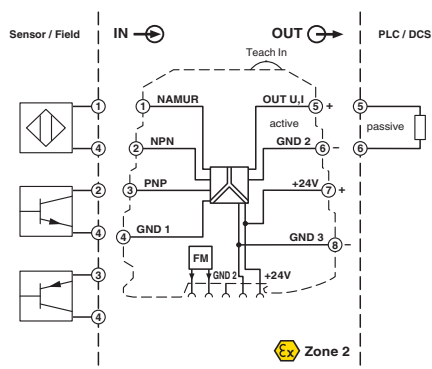 Sensor / Field
IN
OUT
PLC / DCS
Teach In
1
4
2
4
3
4
1 NAMUR
2 NPN
3 PNP
4 GND 1
OUT U,I 5 +
active
GND 2 6 –
+24V 7 +
GND 3 8 –
5
passive
6
FM
GND 2
+24V
Ex Zone 2